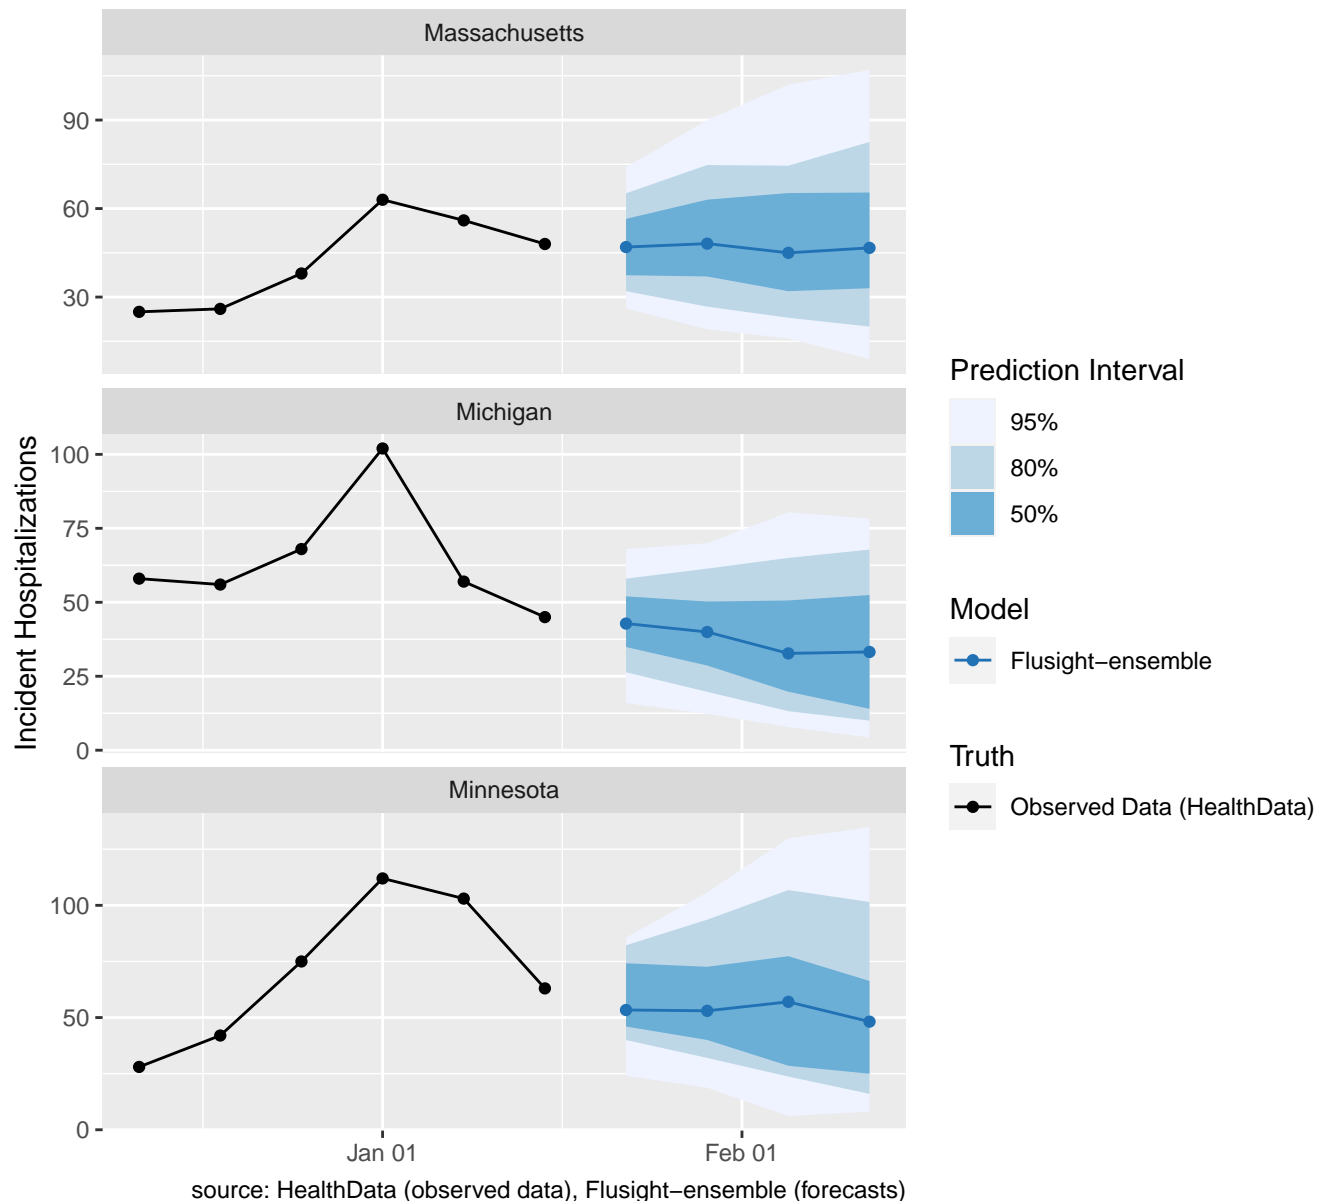 Massachusetts
90
60
30
Michigan
100
75
50
25
0
Minnesota
100
50
0
Jan 01
Feb 01
Incident Hospitalizations
source: HealthData (observed data), Flusight−ensemble (forecasts)
Prediction Interval
95%
80%
50%
Model
Flusight−ensemble
Truth
Observed Data (HealthData)